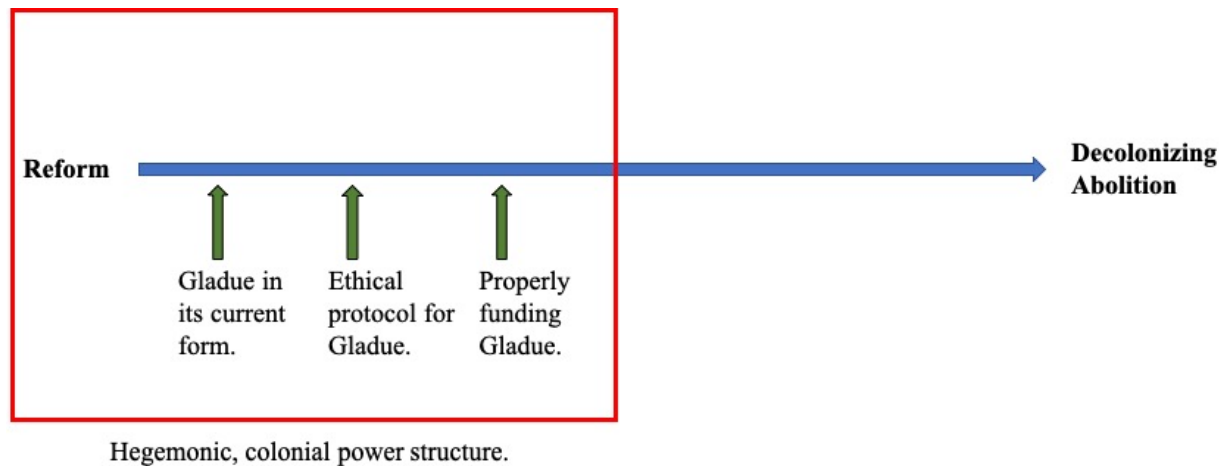 Reform
Decolonizing
Abolition
Gladue in
its current
form.
Ethical
protocol for
Gladue.
Properly
funding
Gladue.
Hegemonic, colonial power structure.